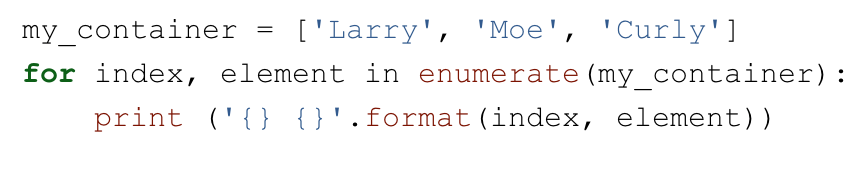 my_container = ['Larry', 'Moe', 'Curly']
for index, element in enumerate(my_container):
    print ('{} {}'.format(index, element))